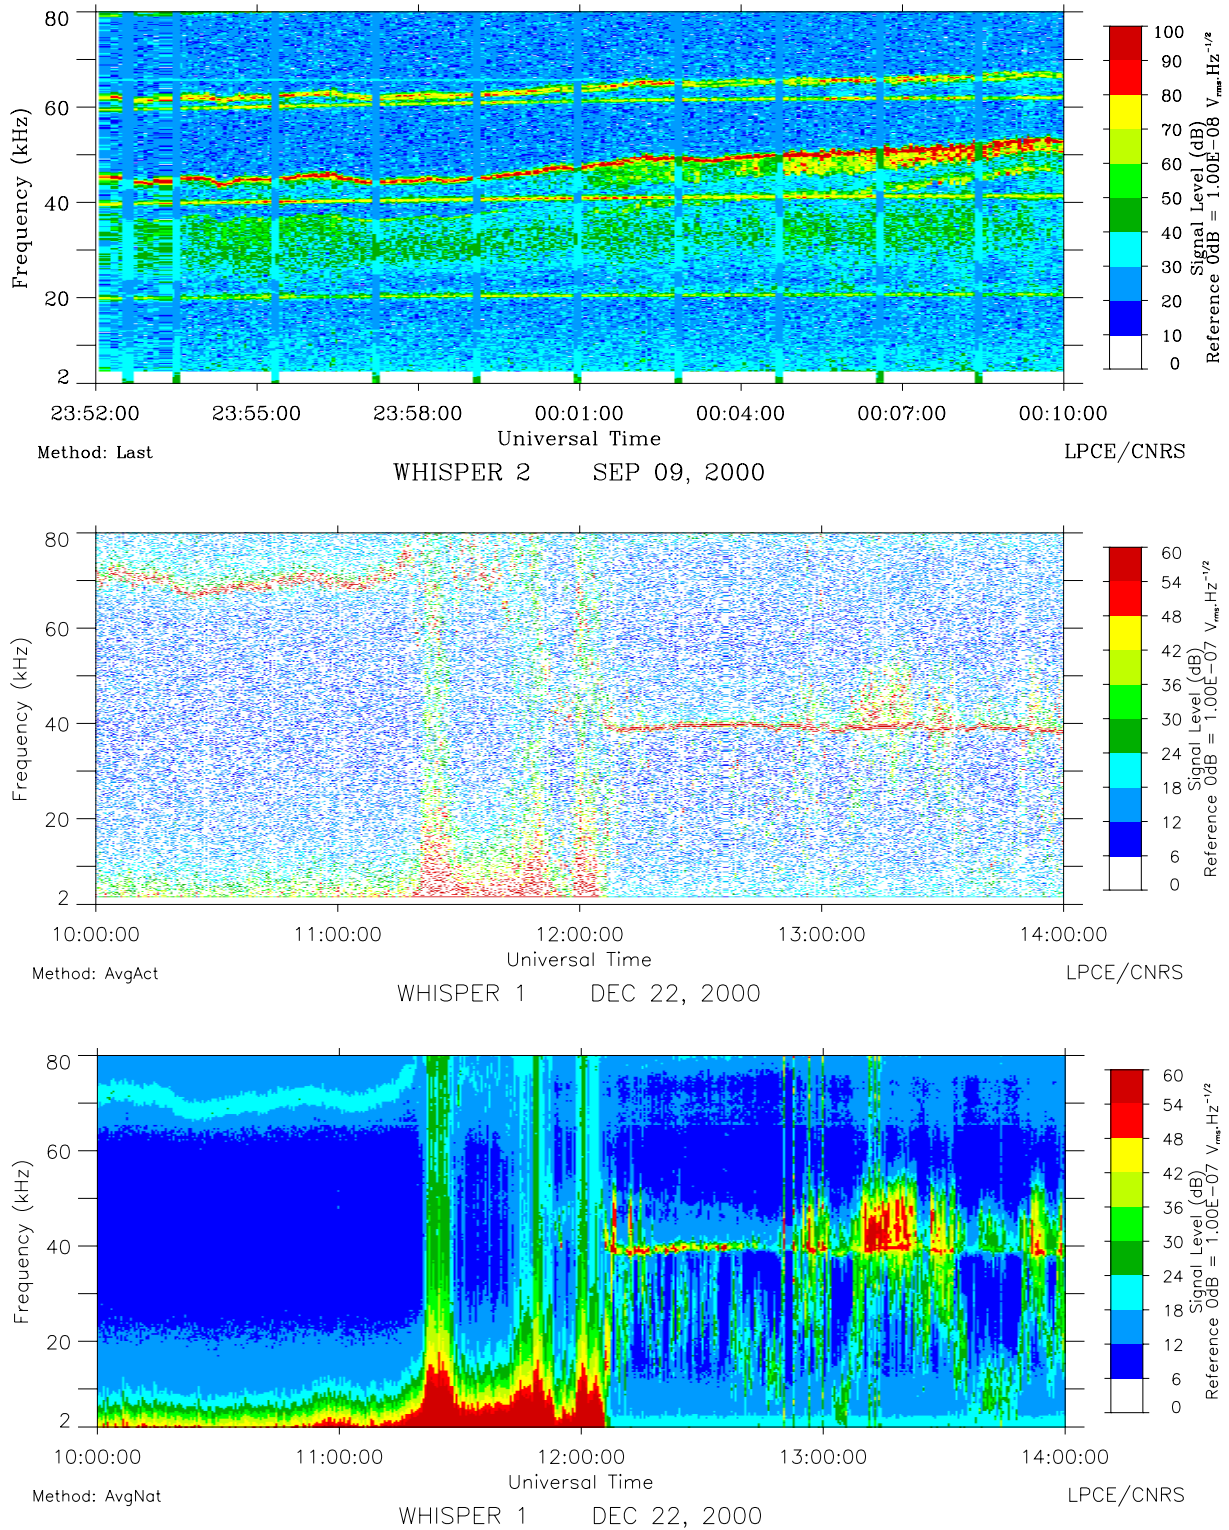 80
60
40
20
2
Frequency (kHz)
23:52:00 23:55:00 23:58:00 00:01:00 00:04:00 00:07:00 00:10:00
Universal Time
Method: Last
LPCE/CNRS
WHISPER 2 SEP 09, 2000
100
90
80
70
60
50
40
30
20
10
0
Signal Level (dB)
Reference 0dB = 1.00E-08 Vrms.Hz-1/2
80
60
40
20
2
Frequency (kHz)
10:00:00 11:00:00 12:00:00 13:00:00 14:00:00
Universal Time
Method: AvgAct
LPCE/CNRS
WHISPER 1 DEC 22, 2000
60
54
48
42
36
30
24
18
12
6
0
Signal Level (dB)
Reference 0dB = 1.00E-07 Vrms.Hz-1/2
80
60
40
20
2
Frequency (kHz)
10:00:00 11:00:00 12:00:00 13:00:00 14:00:00
Universal Time
Method: AvgNat
LPCE/CNRS
WHISPER 1 DEC 22, 2000
60
54
48
42
36
30
24
18
12
6
0
Signal Level (dB)
Reference 0dB = 1.00E-07 Vrms.Hz-1/2